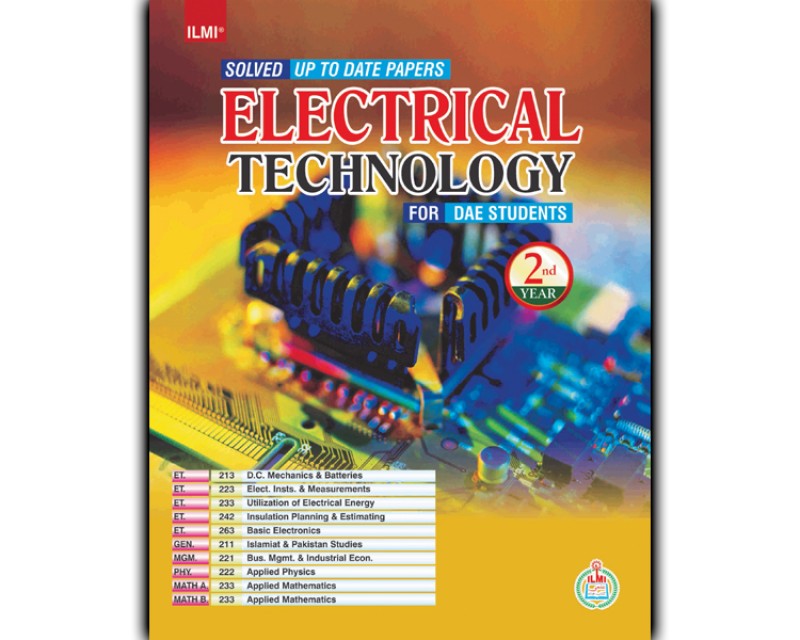 ILMI®
SOLVED UP TO DATE PAPERS
ELECTRICAL
TECHNOLOGY
FOR DAE STUDENTS
2nd
YEAR
ET. 213 D.C. Mechanics & Batteries
ET. 223 Elect. Insts. & Measurements
ET. 233 Utilization of Electrical Energy
ET. 242 Insulation Planning & Estimating
ET. 263 Basic Electronics
GEN. 211 Islamiat & Pakistan Studies
MGM. 221 Bus. Mgmt. & Industrial Econ.
PHY. 222 Applied Physics
MATH A. 233 Applied Mathematics
MATH B. 233 Applied Mathematics
ILMI